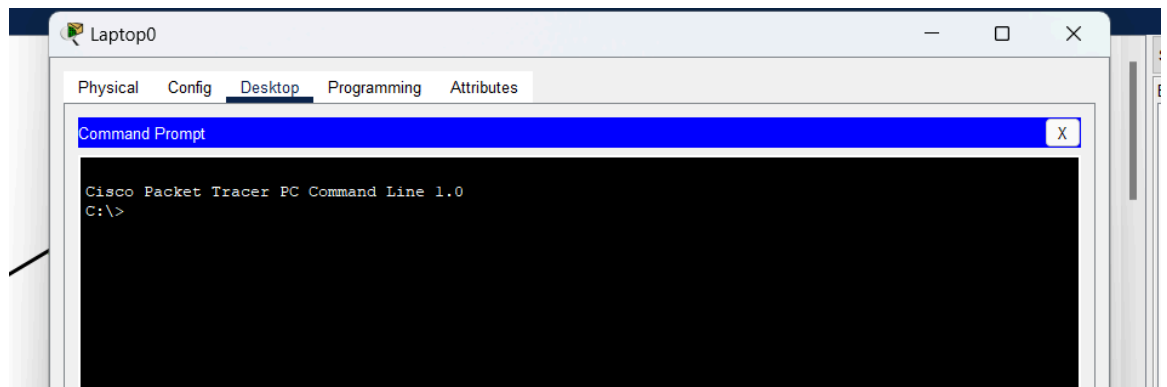 Laptop0
Physical Config Desktop Programming Attributes
Command Prompt X
Cisco Packet Tracer PC Command Line 1.0
C:\>